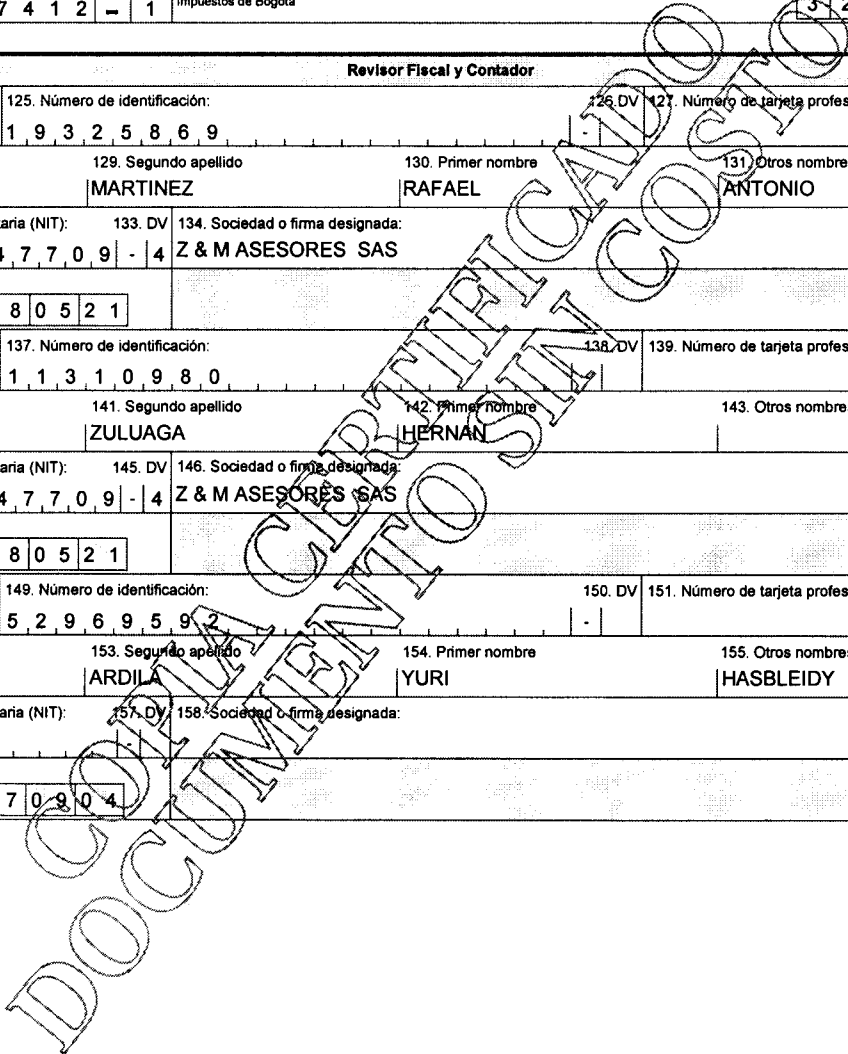 7 4 1 2 - 1 Impuestos de Bogotá 3 2
Revisor Fiscal y Contador
125. Número de identificación: 126.DV 127. Número de tarjeta profes
1 9 3 2 5 8 6 9 -
129. Segundo apellido 130. Primer nombre 131. Otros nombre
MARTINEZ RAFAEL ANTONIO
aria (NIT): 133. DV 134. Sociedad o firma designada:
4 7 7 0 9 - 4 Z & M ASESORES SAS
8 0 5 2 1
137. Número de identificación: 138. DV 139. Número de tarjeta profes
1 1 3 1 0 9 8 0
141. Segundo apellido 142. Primer nombre 143. Otros nombre
ZULUAGA HERNAN
aria (NIT): 145. DV 146. Sociedad o firma designada:
4 7 7 0 9 - 4 Z & M ASESORES SAS
8 0 5 2 1
149. Número de identificación: 150. DV 151. Número de tarjeta profes
5 2 9 6 9 5 9 2 -
153. Segundo apellido 154. Primer nombre 155. Otros nombre
ARDILA YURI HASBLEIDY
aria (NIT): 157. DV 158. Sociedad o firma designada:
-
7 0 9 0 4
COPIA CERTIFICADO
DOCUMENTO SIN COSTO